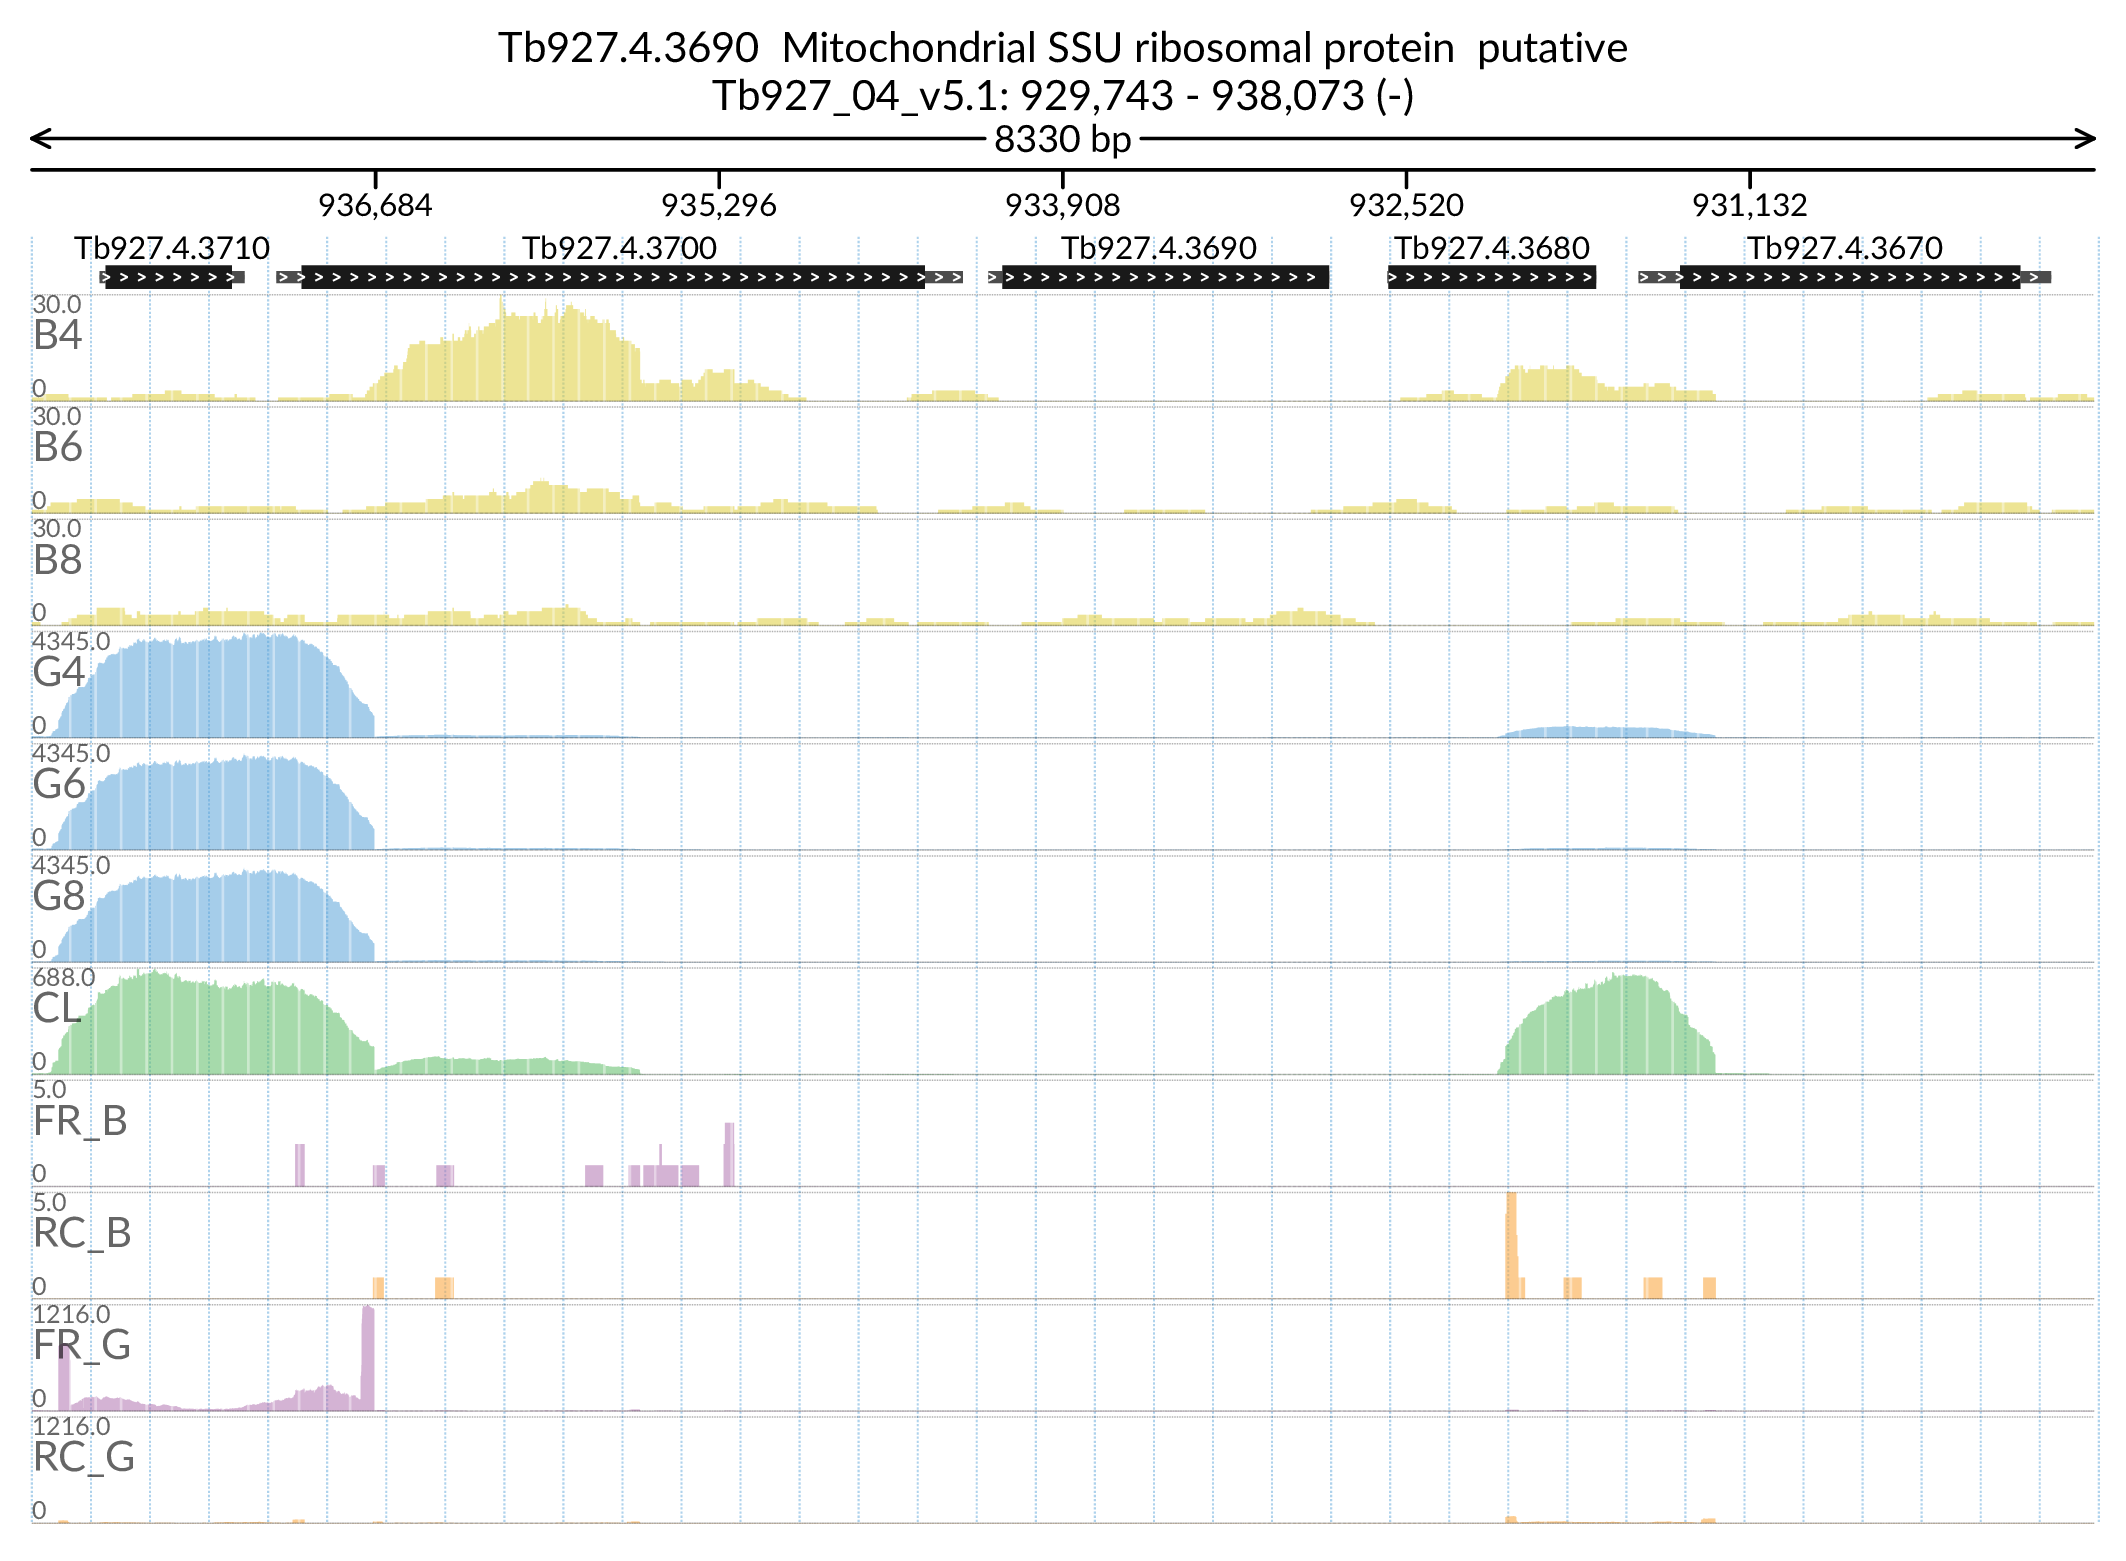 Tb927.4.3690  Mitochondrial SSU ribosomal protein  putative
Tb927_04_v5.1: 929,743 - 938,073 (-)
8330 bp
936,684 935,296 933,908 932,520 931,132
Tb927.4.3710 Tb927.4.3700 Tb927.4.3690 Tb927.4.3680 Tb927.4.3670
30.0
B4
0
30.0
B6
0
30.0
B8
0
4345.0
G4
0
4345.0
G6
0
4345.0
G8
0
688.0
CL
0
5.0
FR_B
0
5.0
RC_B
0
1216.0
FR_G
0
1216.0
RC_G
0